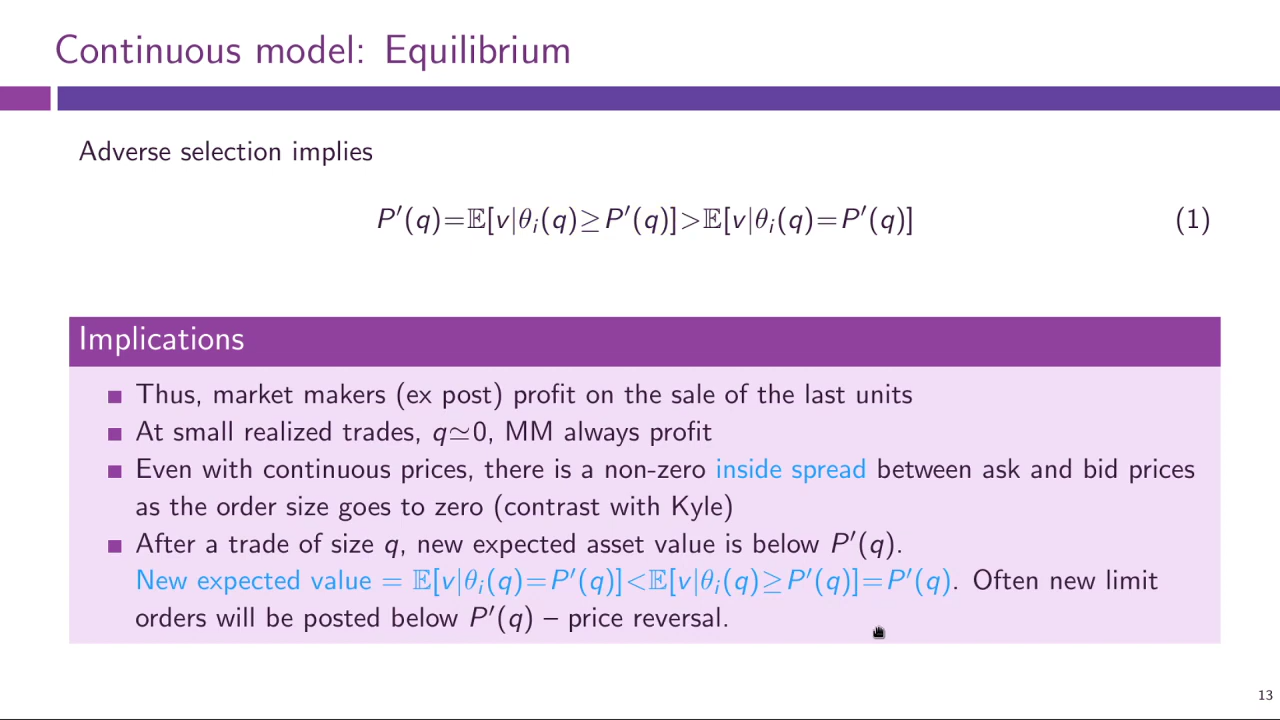 Continuous model: Equilibrium
Adverse selection implies
P′(q)=𝔼[v|θᵢ(q)≥P′(q)]>𝔼[v|θᵢ(q)=P′(q)] (1)
Implications
Thus, market makers (ex post) profit on the sale of the last units
At small realized trades, q≃0, MM always profit
Even with continuous prices, there is a non-zero inside spread between ask and bid prices
as the order size goes to zero (contrast with Kyle)
After a trade of size q, new expected asset value is below P′(q).
New expected value = 𝔼[v|θᵢ(q)=P′(q)]<𝔼[v|θᵢ(q)≥P′(q)]=P′(q). Often new limit
orders will be posted below P′(q) – price reversal.
13